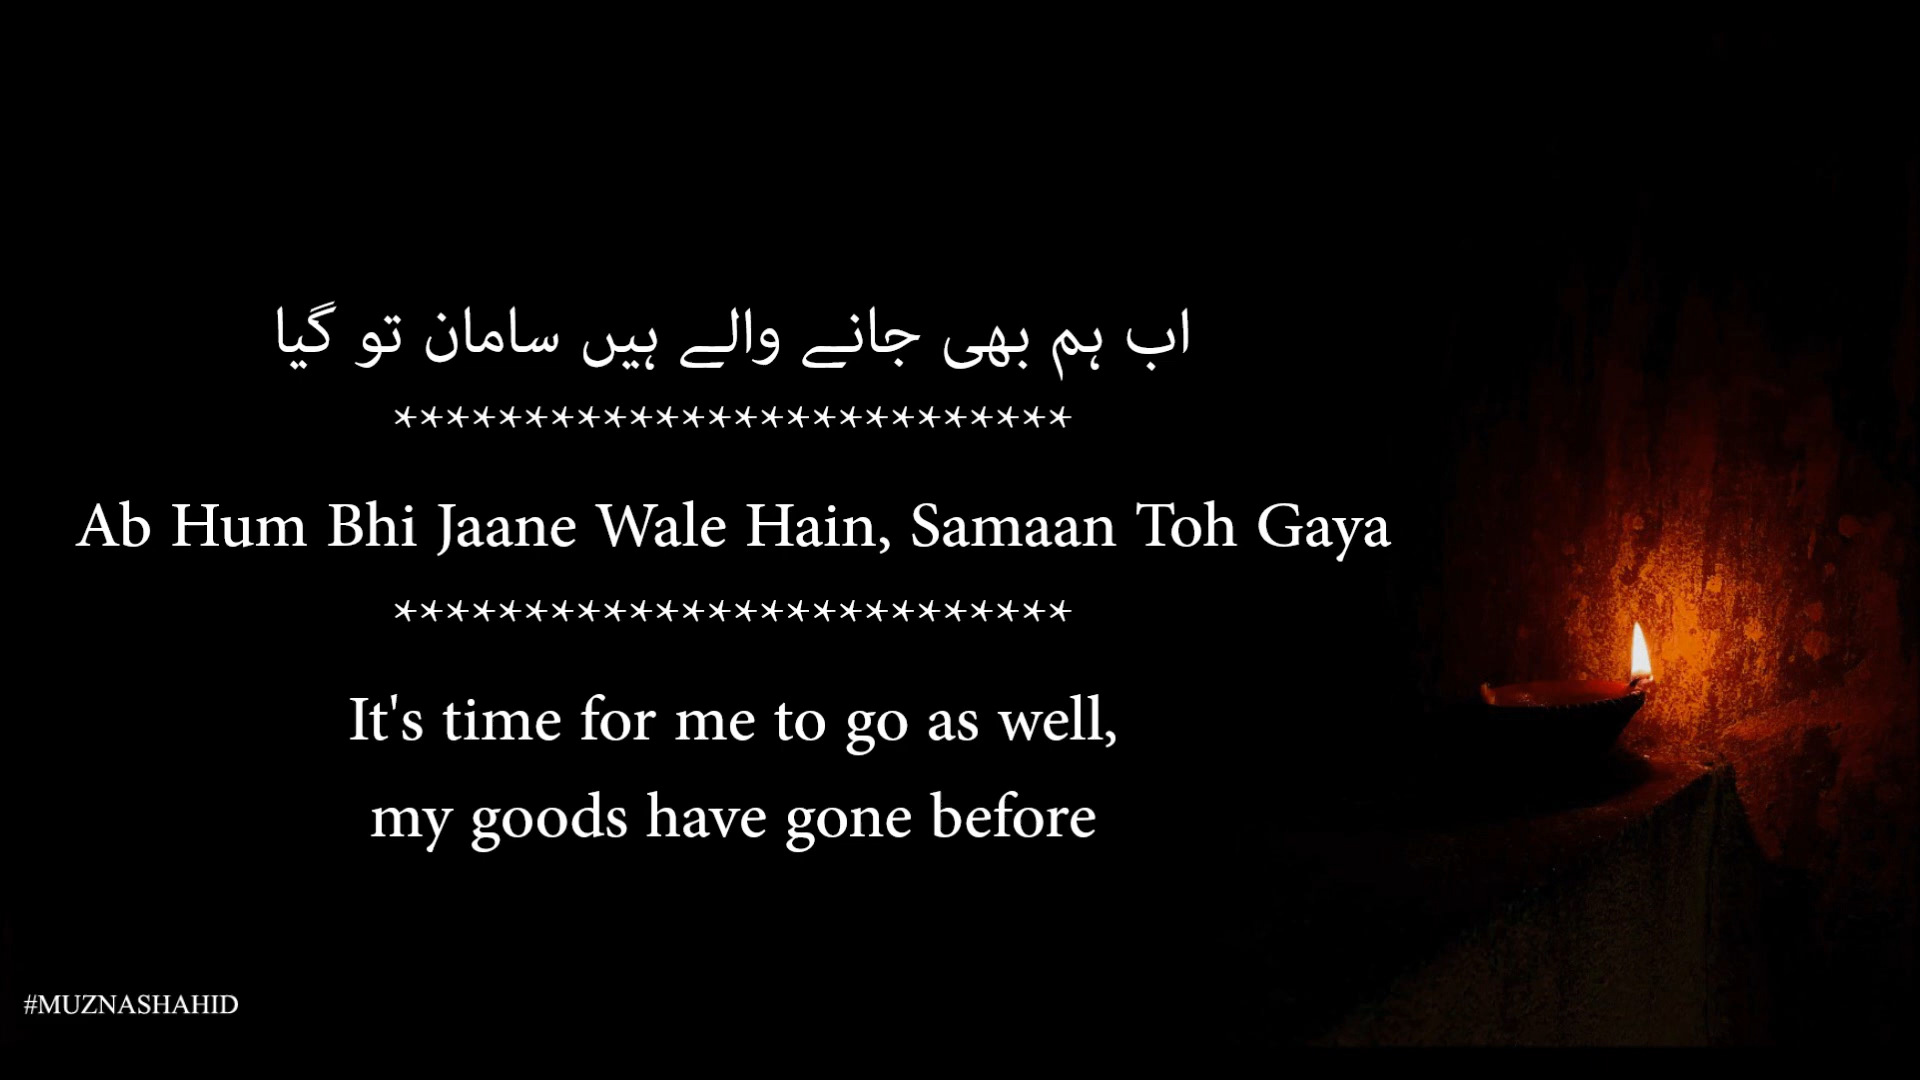 اب ہم بھی جانے والے ہیں سامان تو گیا
**************************
Ab Hum Bhi Jaane Wale Hain, Samaan Toh Gaya
**************************
It's time for me to go as well,
my goods have gone before
#MUZNASHAHID